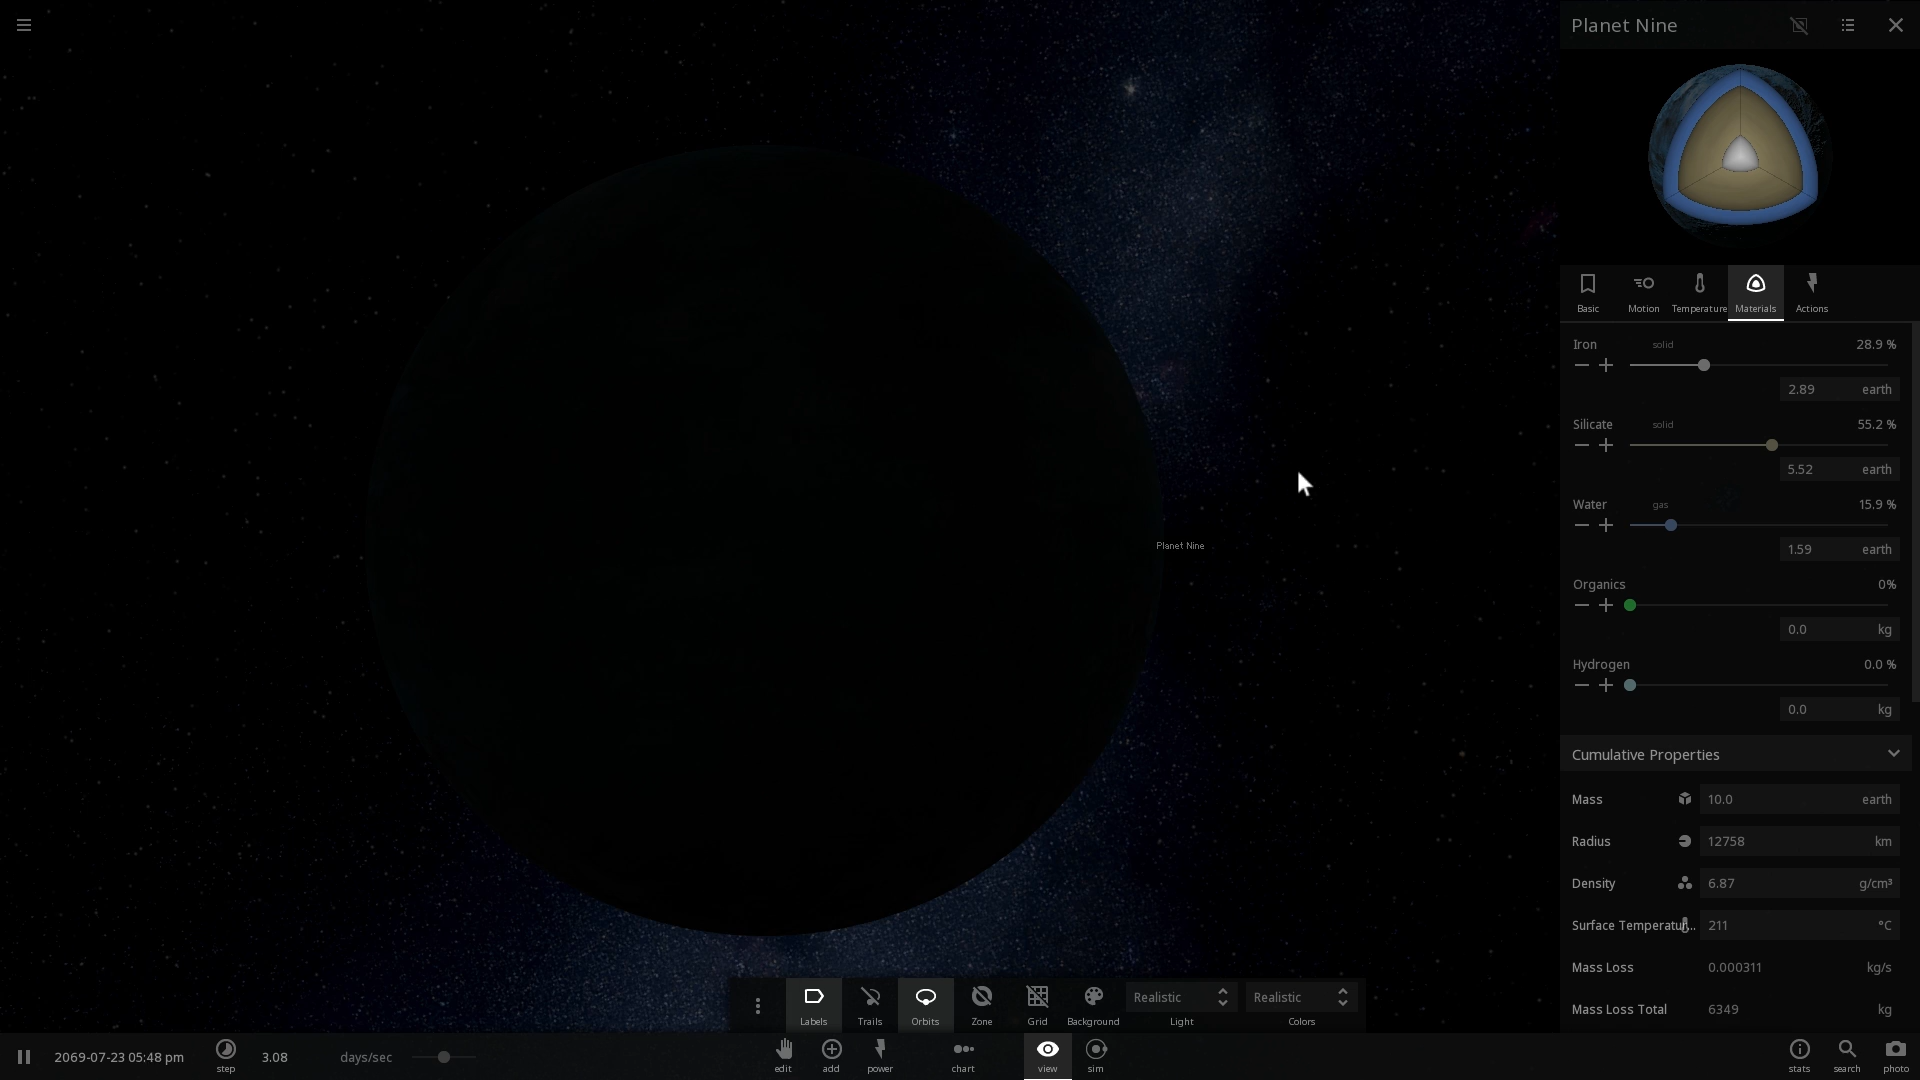 Planet Nine
Basic
Motion
Temperature
Materials
Actions
Iron solid 28.9 %
2.89 earth
Silicate solid 55.2 %
5.52 earth
Water gas 15.9 %
1.59 earth
Organics 0%
0.0 kg
Hydrogen 0.0 %
0.0 kg
Cumulative Properties
Mass 10.0 earth
Radius 12758 km
Density 6.87 g/cm³
Surface Temperatur... 211 °C
Mass Loss 0.000311 kg/s
Mass Loss Total 6349 kg
Planet Nine
Labels
Trails
Orbits
Zone
Grid
Background
Realistic
Light
Realistic
Colors
2069-07-23 05:48 pm
step
3.08 days/sec
edit
add
power
chart
view
sim
stats
search
photo